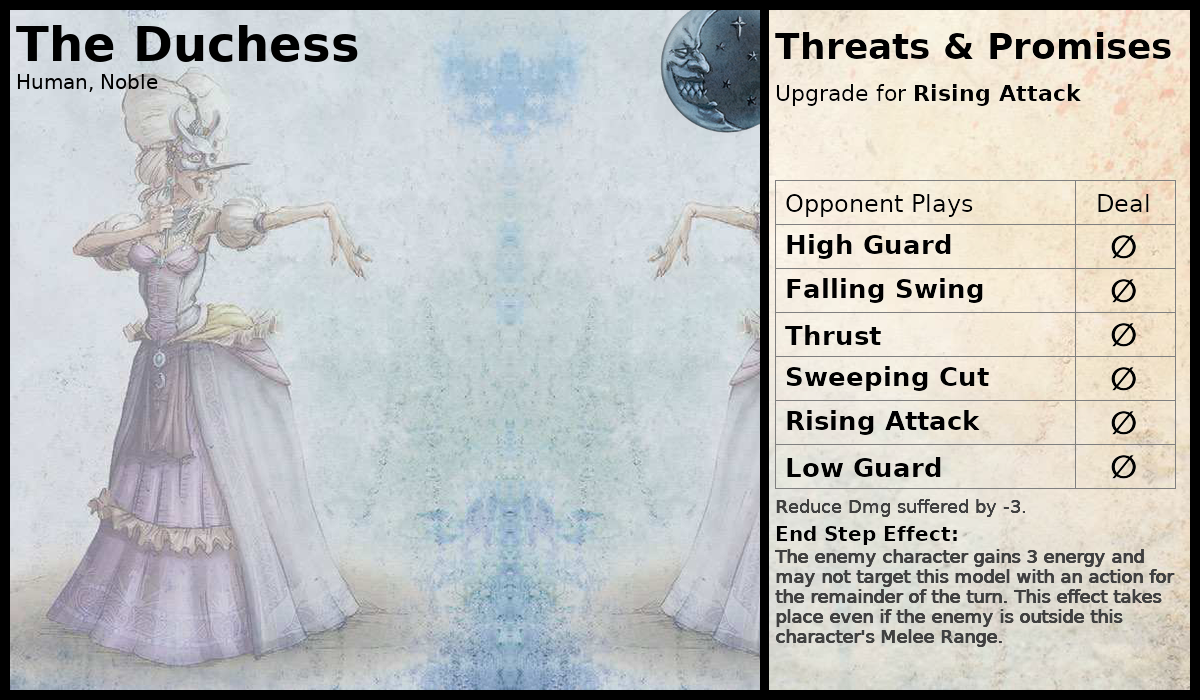 The Duchess
Human, Noble
Threats & Promises
Upgrade for Rising Attack
Opponent Plays Deal
High Guard ∅
Falling Swing ∅
Thrust ∅
Sweeping Cut ∅
Rising Attack ∅
Low Guard ∅
Reduce Dmg suffered by -3.
End Step Effect:
The enemy character gains 3 energy and
may not target this model with an action for
the remainder of the turn. This effect takes
place even if the enemy is outside this
character's Melee Range.